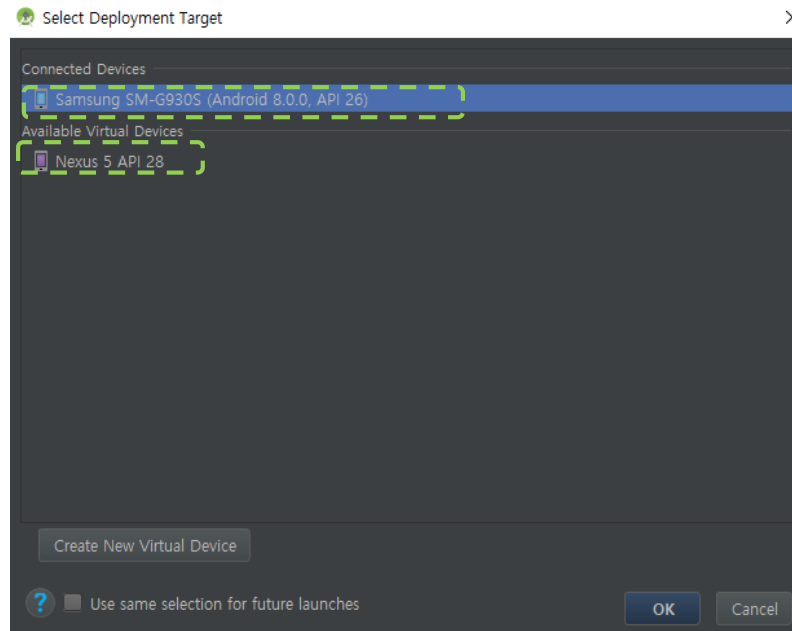 Select Deployment Target
Connected Devices
Samsung SM-G930S (Android 8.0.0, API 26)
Available Virtual Devices
Nexus 5 API 28
Create New Virtual Device
? Use same selection for future launches
OK Cancel